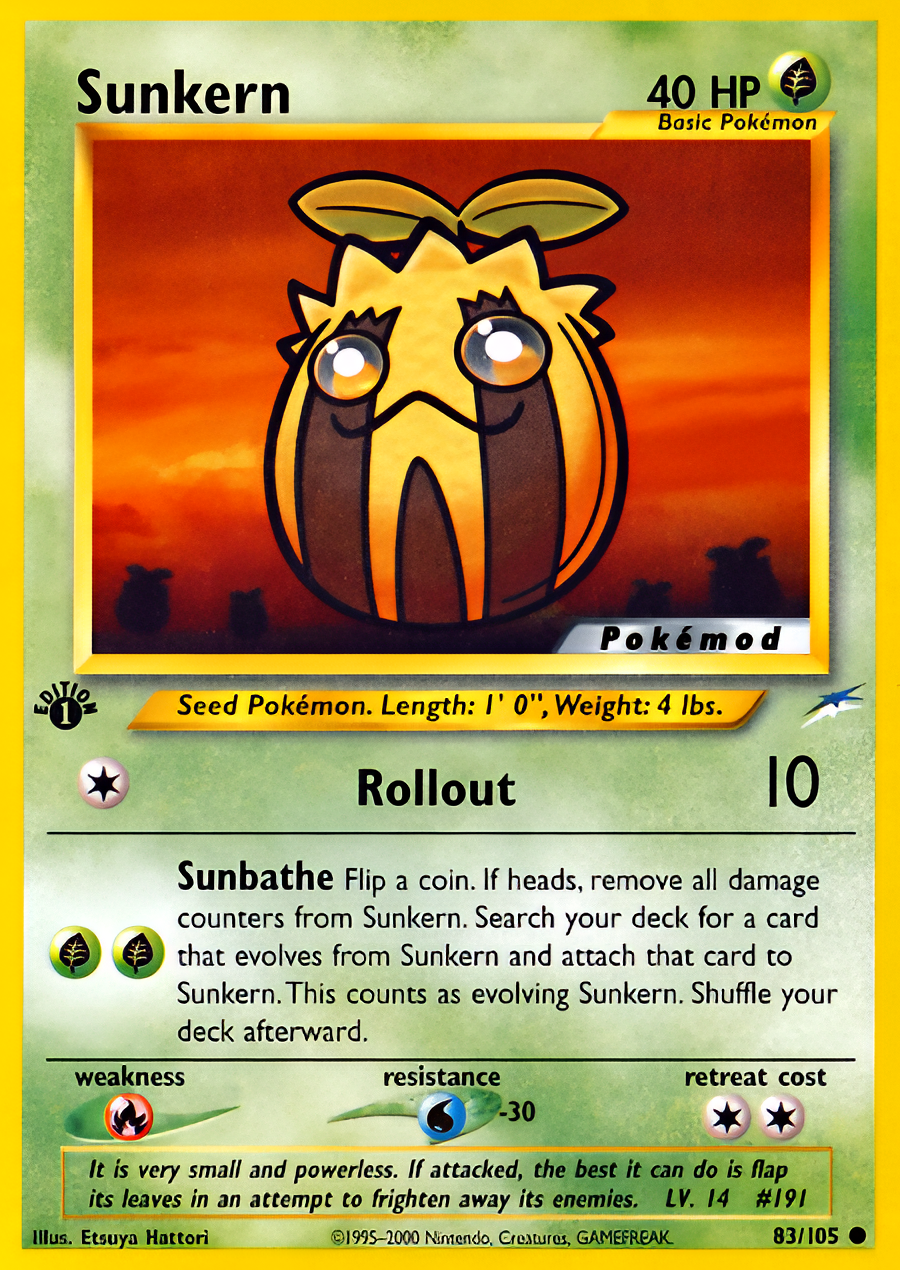 Sunkern
40 HP
Basic Pokémon
Pokémod
EDITION
1
Seed Pokémon. Length: 1' 0", Weight: 4 lbs.
Rollout 10
Sunbathe Flip a coin. If heads, remove all damage
counters from Sunkern. Search your deck for a card
that evolves from Sunkern and attach that card to
Sunkern. This counts as evolving Sunkern. Shuffle your
deck afterward.
weakness resistance retreat cost
-30
It is very small and powerless. If attacked, the best it can do is flap
its leaves in an attempt to frighten away its enemies. LV. 14 #191
Illus. Etsuya Hattori ©1995-2000 Nintendo, Creatures, GAMEFREAK. 83/105